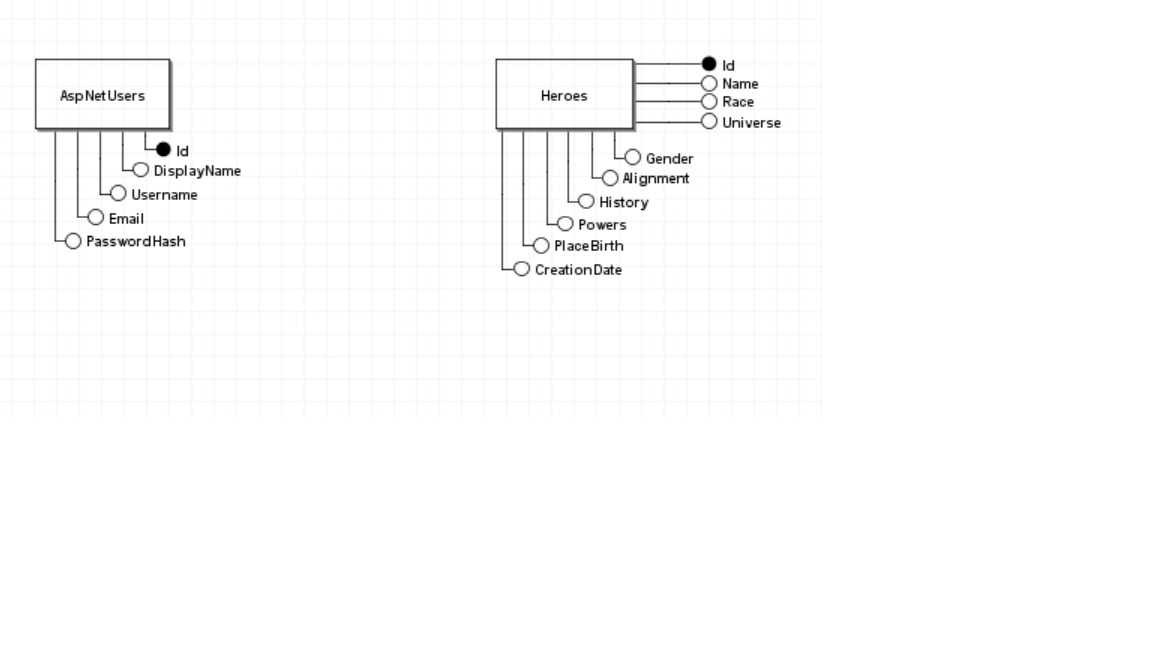 AspNetUsers
Id
DisplayName
Username
Email
PasswordHash
Heroes
Id
Name
Race
Universe
Gender
Alignment
History
Powers
PlaceBirth
CreationDate